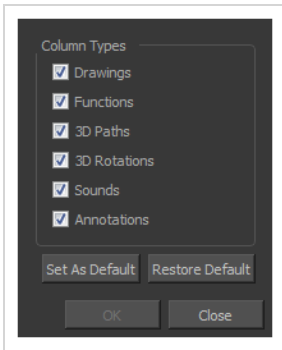 Column Types
Drawings
Functions
3D Paths
3D Rotations
Sounds
Annotations
Set As Default Restore Default
OK Close